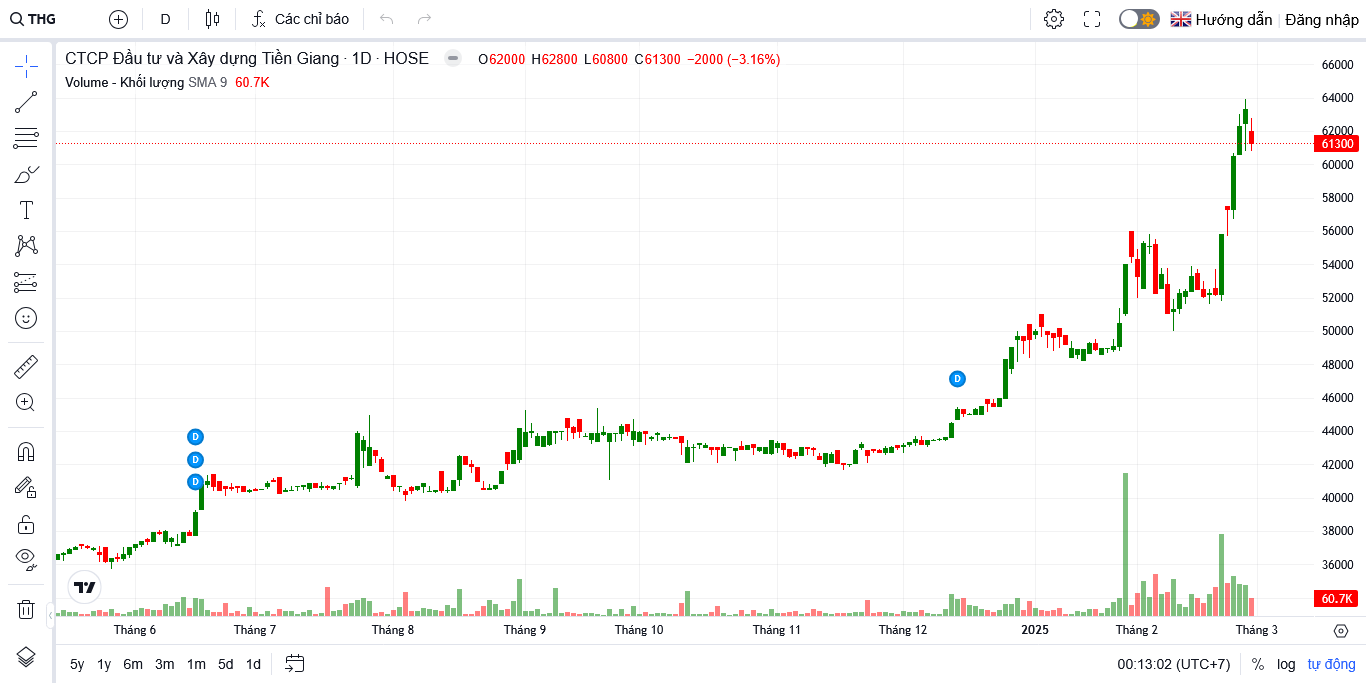 THG D Các chỉ báo Hướng dẫn Đăng nhập
CTCP Đầu tư và Xây dựng Tiền Giang · 1D · HOSE O62000 H62800 L60800 C61300 −2000 (−3.16%)
Volume - Khối lượng SMA 9 60.7K
66000
64000
62000
61300
60000
58000
56000
54000
52000
50000
48000
46000
44000
42000
40000
38000
36000
60.7K
D
D
D
D
Tháng 6 Tháng 7 Tháng 8 Tháng 9 Tháng 10 Tháng 11 Tháng 12 2025 Tháng 2 Tháng 3
5y 1y 6m 3m 1m 5d 1d 00:13:02 (UTC+7) % log tự động